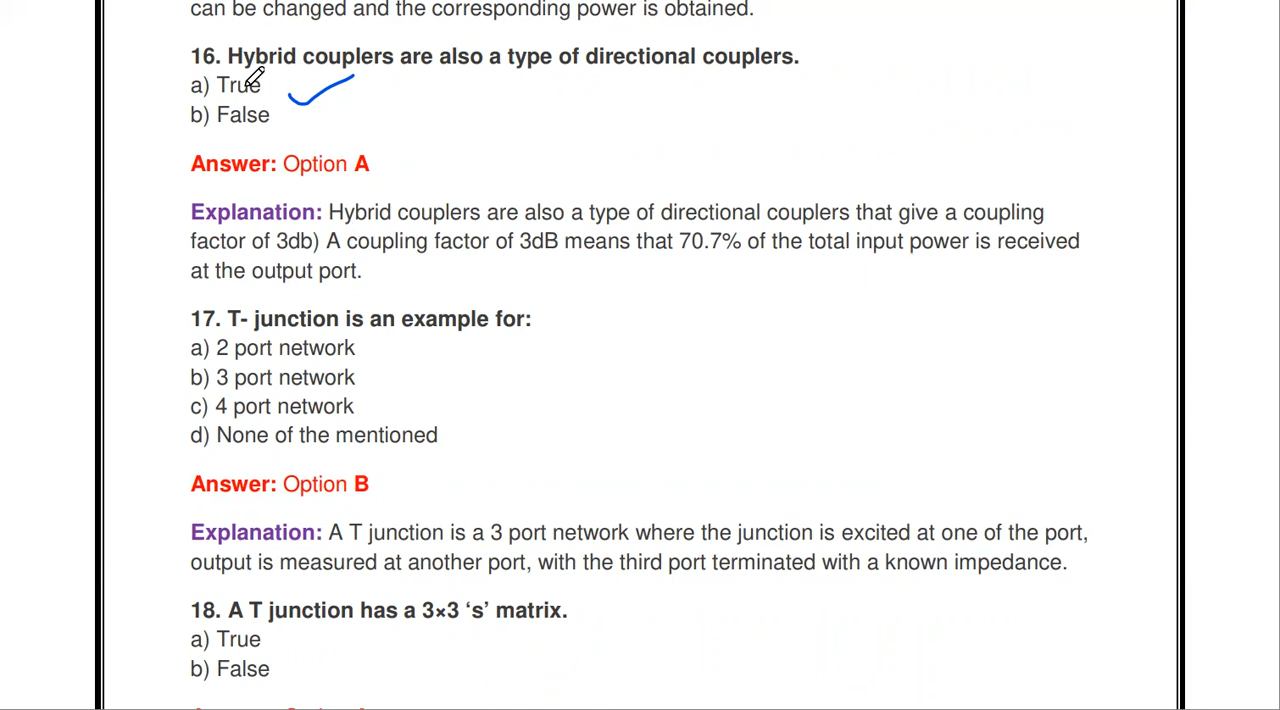 can be changed and the corresponding power is obtained.
16. Hybrid couplers are also a type of directional couplers.
a) True
b) False
Answer: Option A
Explanation: Hybrid couplers are also a type of directional couplers that give a coupling
factor of 3db) A coupling factor of 3dB means that 70.7% of the total input power is received
at the output port.
17. T- junction is an example for:
a) 2 port network
b) 3 port network
c) 4 port network
d) None of the mentioned
Answer: Option B
Explanation: A T junction is a 3 port network where the junction is excited at one of the port,
output is measured at another port, with the third port terminated with a known impedance.
18. A T junction has a 3×3 ‘s’ matrix.
a) True
b) False